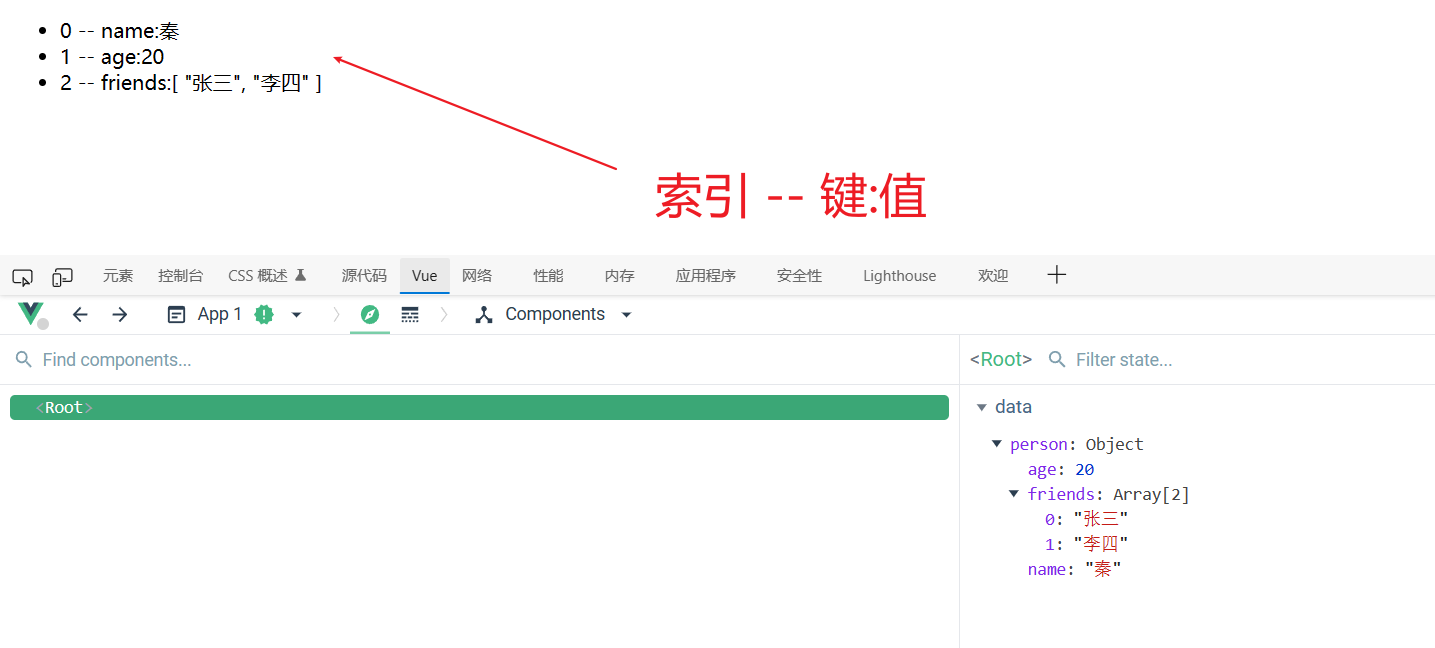 0 -- name:秦
1 -- age:20
2 -- friends:[ "张三", "李四" ]
索引 -- 键:值
元素 控制台 CSS 概述 源代码 Vue 网络 性能 内存 应用程序 安全性 Lighthouse 欢迎
App 1 Components
Find components...
<Root> Filter state...
<Root>
data
person: Object
age: 20
friends: Array[2]
0: "张三"
1: "李四"
name: "秦"